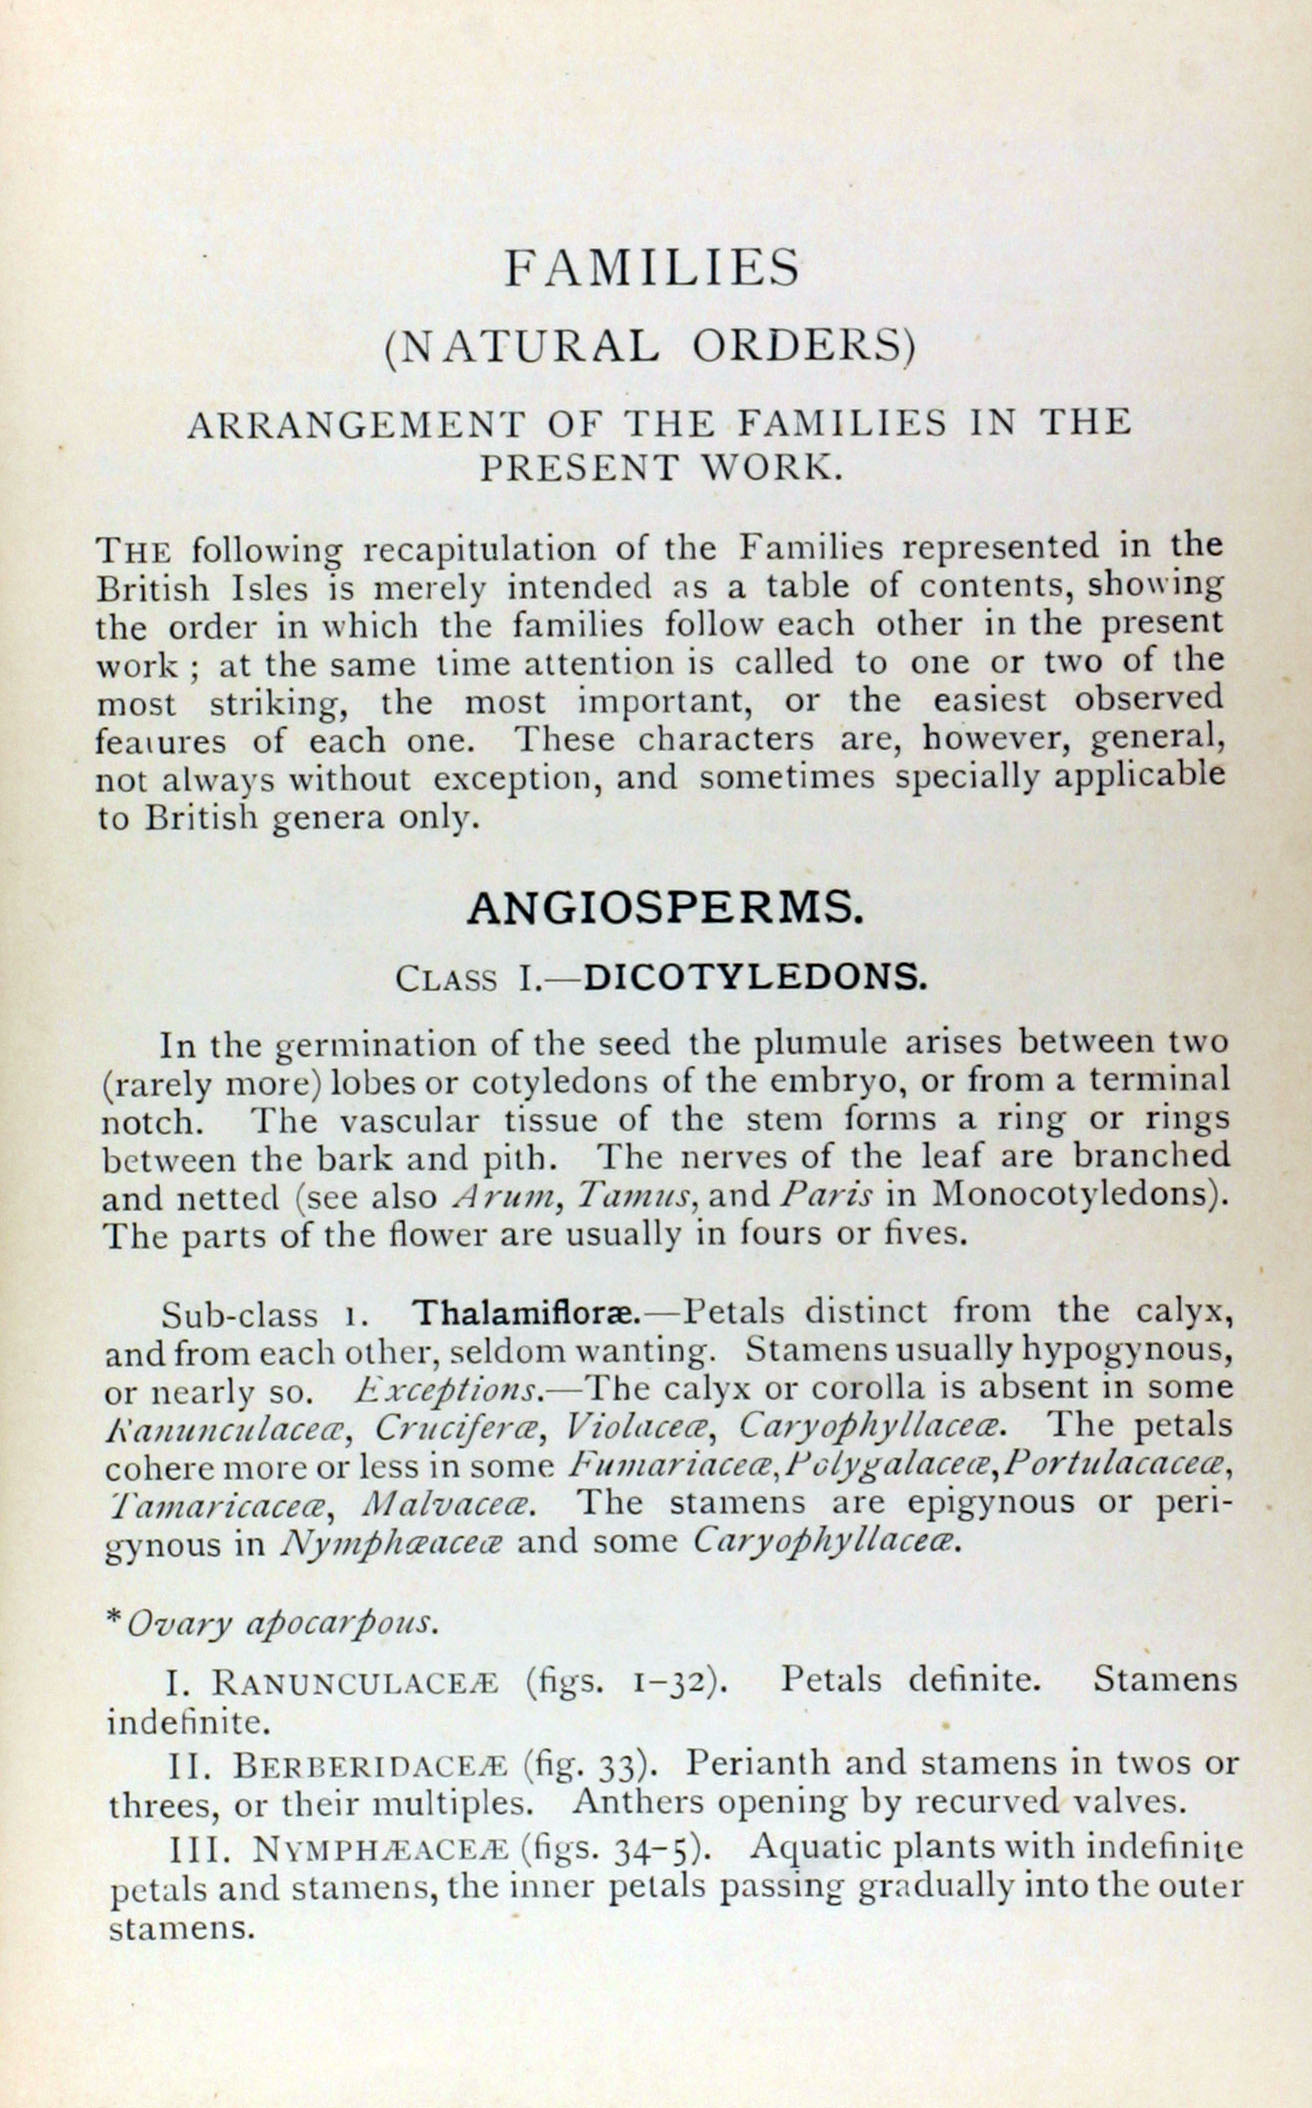 FAMILIES
(NATURAL ORDERS)
ARRANGEMENT OF THE FAMILIES IN THE
PRESENT WORK.
THE following recapitulation of the Families represented in the
British Isles is merely intended as a table of contents, showing
the order in which the families follow each other in the present
work ; at the same time attention is called to one or two of the
most striking, the most important, or the easiest observed
features of each one. These characters are, however, general,
not always without exception, and sometimes specially applicable
to British genera only.
ANGIOSPERMS.
CLASS I.—DICOTYLEDONS.
In the germination of the seed the plumule arises between two
(rarely more) lobes or cotyledons of the embryo, or from a terminal
notch. The vascular tissue of the stem forms a ring or rings
between the bark and pith. The nerves of the leaf are branched
and netted (see also Arum, Tamus, and Paris in Monocotyledons).
The parts of the flower are usually in fours or fives.
Sub-class 1. Thalamifloræ.—Petals distinct from the calyx,
and from each other, seldom wanting. Stamens usually hypogynous,
or nearly so. Exceptions.—The calyx or corolla is absent in some
Ranunculaceæ, Cruciferæ, Violaceæ, Caryophyllaceæ. The petals
cohere more or less in some Fumariaceæ, Polygalaceæ, Portulacaceæ,
Tamaricaceæ, Malvaceæ. The stamens are epigynous or peri-
gynous in Nymphæaceæ and some Caryophyllaceæ.
* Ovary apocarpous.
I. RANUNCULACEÆ (figs. 1–32). Petals definite. Stamens
indefinite.
II. BERBERIDACEÆ (fig. 33). Perianth and stamens in twos or
threes, or their multiples. Anthers opening by recurved valves.
III. NYMPHÆACEÆ (figs. 34–5). Aquatic plants with indefinite
petals and stamens, the inner petals passing gradually into the outer
stamens.